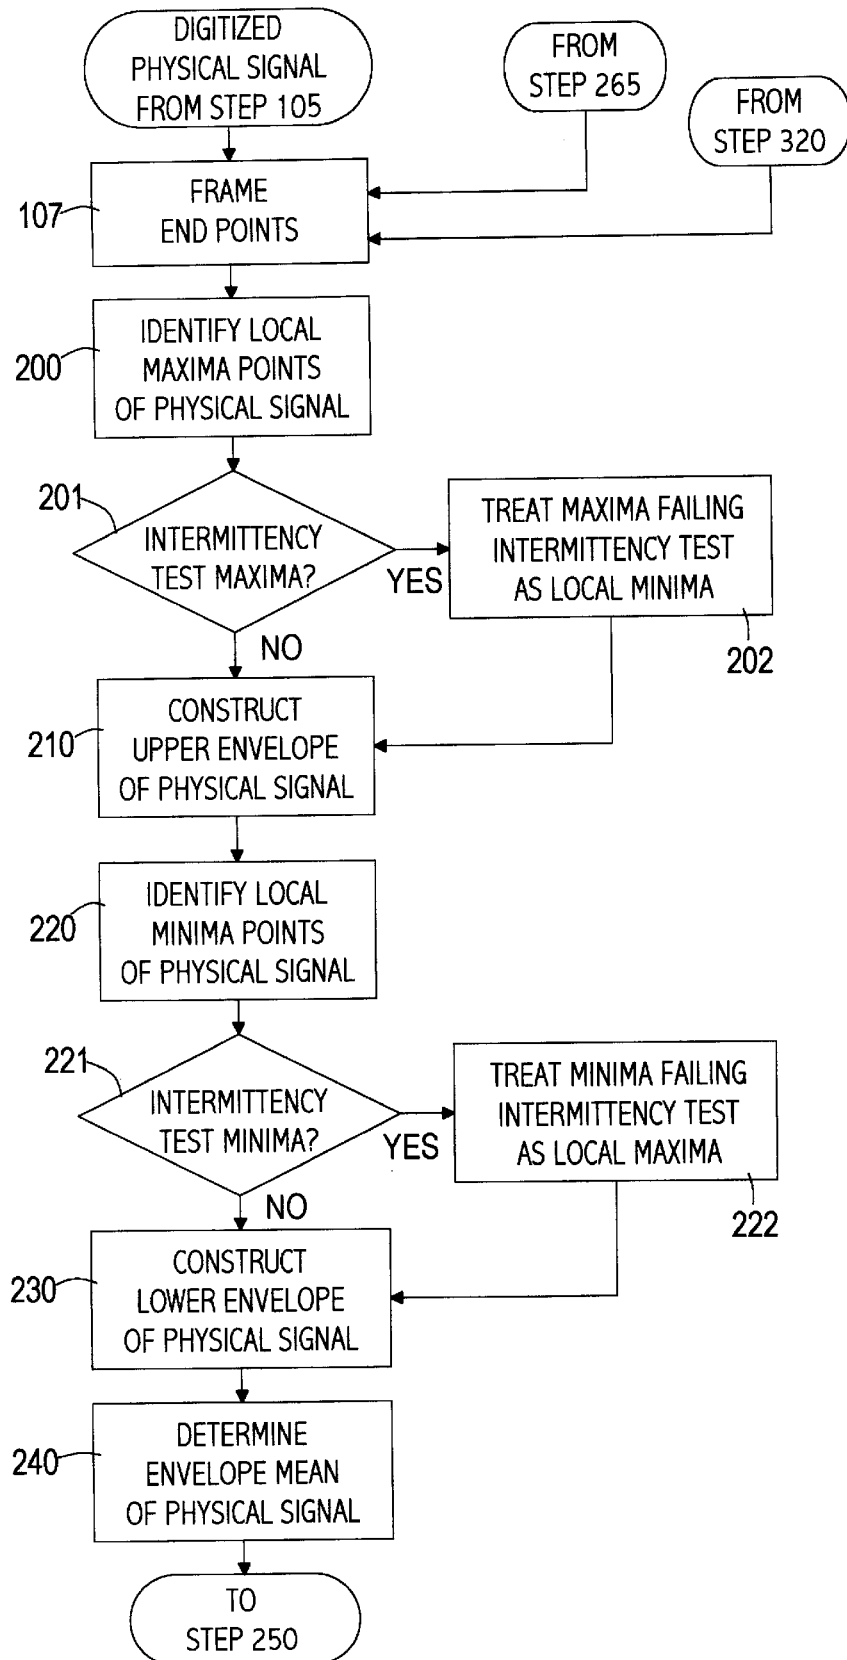 DIGITIZED
PHYSICAL SIGNAL
FROM STEP 105
FROM
STEP 265
FROM
STEP 320
107
FRAME
END POINTS
200
IDENTIFY LOCAL
MAXIMA POINTS
OF PHYSICAL SIGNAL
201
INTERMITTENCY
TEST MAXIMA?
YES
TREAT MAXIMA FAILING
INTERMITTENCY TEST
AS LOCAL MINIMA
202
NO
210
CONSTRUCT
UPPER ENVELOPE
OF PHYSICAL SIGNAL
220
IDENTIFY LOCAL
MINIMA POINTS
OF PHYSICAL SIGNAL
221
INTERMITTENCY
TEST MINIMA?
YES
TREAT MINIMA FAILING
INTERMITTENCY TEST
AS LOCAL MAXIMA
222
NO
230
CONSTRUCT
LOWER ENVELOPE
OF PHYSICAL SIGNAL
240
DETERMINE
ENVELOPE MEAN
OF PHYSICAL SIGNAL
TO
STEP 250